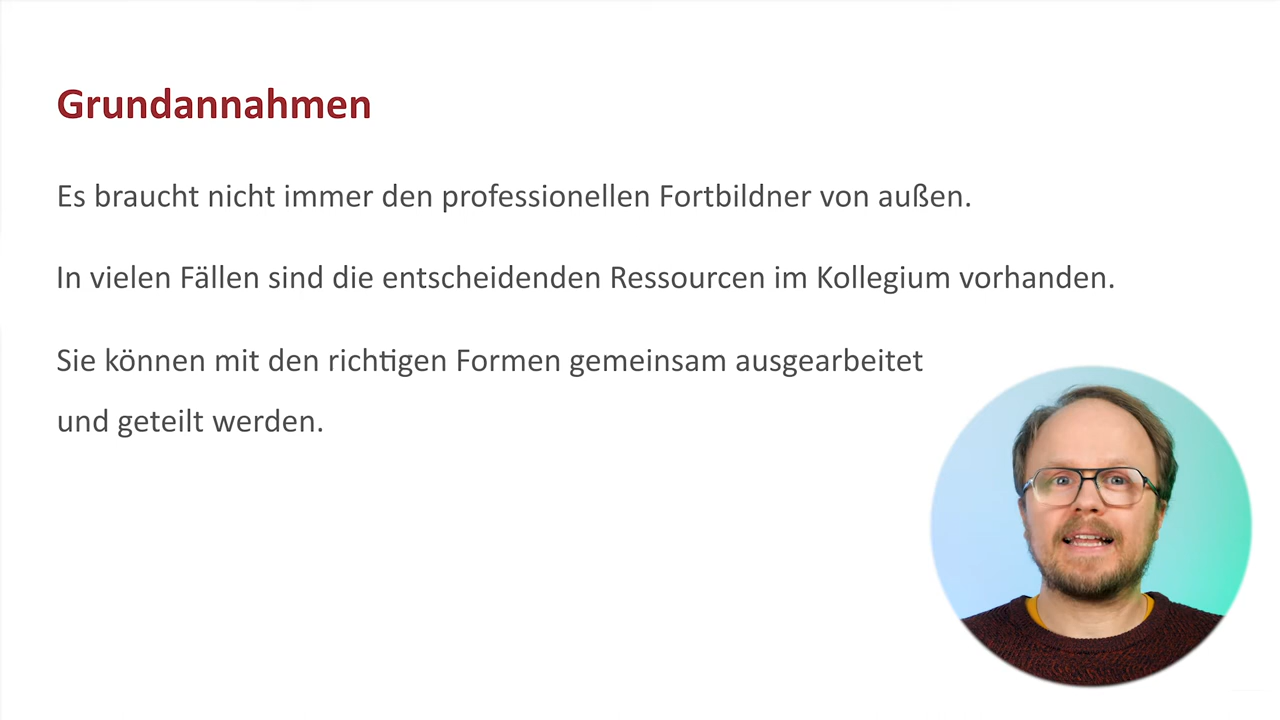 Grundannahmen
Es braucht nicht immer den professionellen Fortbildner von außen.
In vielen Fällen sind die entscheidenden Ressourcen im Kollegium vorhanden.
Sie können mit den richtigen Formen gemeinsam ausgearbeitet
und geteilt werden.